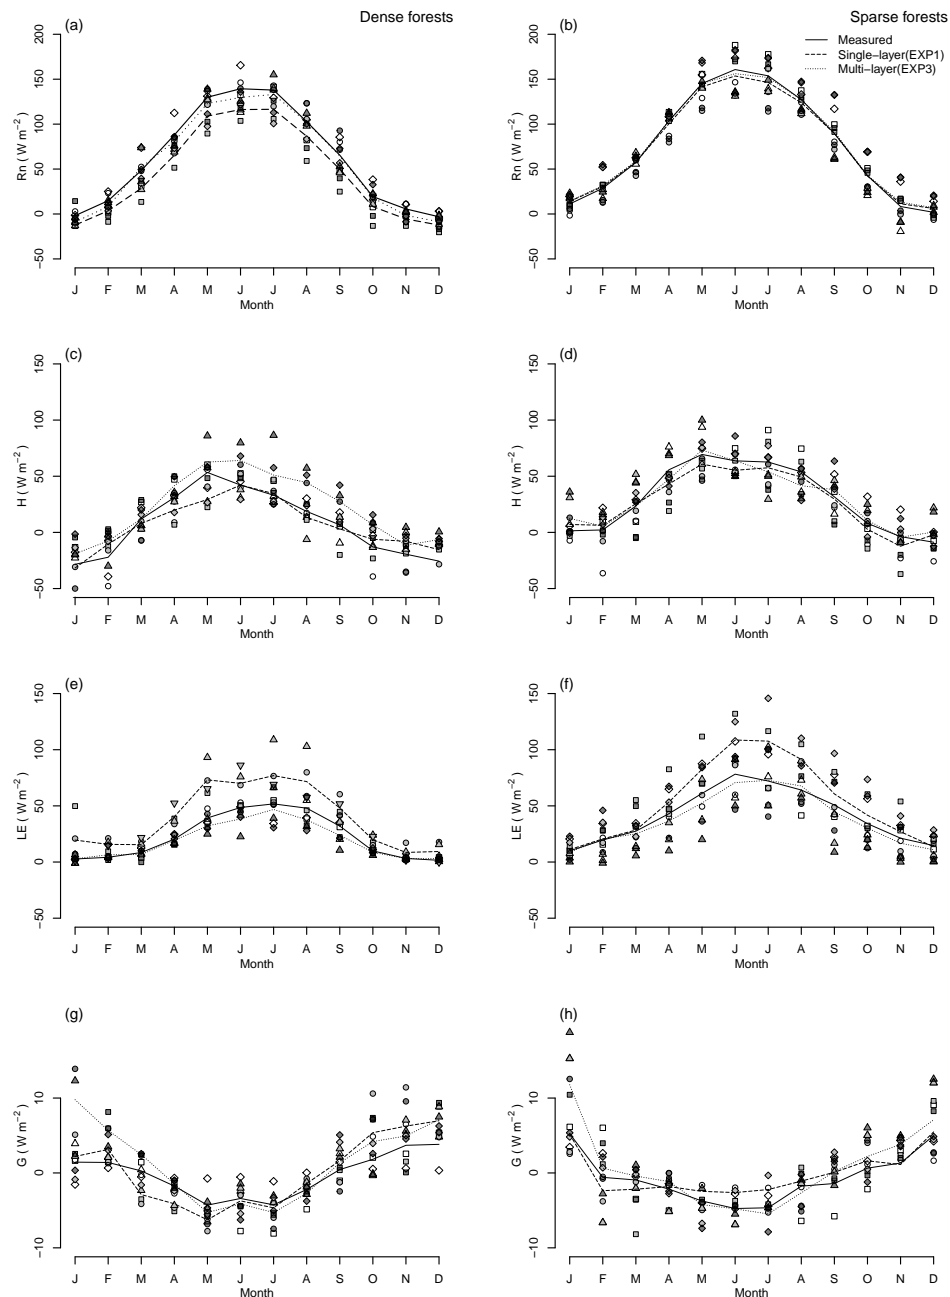 Dense forests
Sparse forests
(a)
(b)
Measured
Single−layer(EXP1)
Multi−layer(EXP3)
Rn ( W m−2 )
−50 0 50 100 150 200
J F M A M J J A S O N D
Month
Rn ( W m−2 )
−50 0 50 100 150 200
J F M A M J J A S O N D
Month
(c)
(d)
H ( W m−2 )
−50 0 50 100 150
J F M A M J J A S O N D
Month
H ( W m−2 )
−50 0 50 100 150
J F M A M J J A S O N D
Month
(e)
(f)
LE ( W m−2 )
−50 0 50 100 150
J F M A M J J A S O N D
Month
LE ( W m−2 )
−50 0 50 100 150
J F M A M J J A S O N D
Month
(g)
(h)
G ( W m−2 )
−10 0 10
J F M A M J J A S O N D
Month
G ( W m−2 )
−10 0 10
J F M A M J J A S O N D
Month